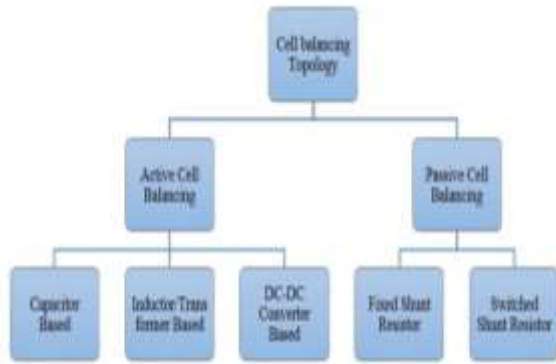 Cell balancing
Topology
Active Cell
Balancing
Passive Cell
Balancing
Capacitor
Based
Inductor/Trans
former Based
DC-DC
Converter
Based
Fixed Shunt
Resistor
Switched
Shunt Resistor